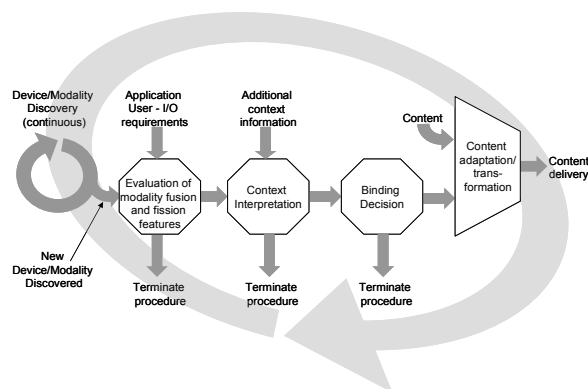 Device/Modality
Discovery
(continuous)
Application
User - I/O
requirements
Additional
context
information
Content
Evaluation of
modality fusion
and fission
features
Context
Interpretation
Binding
Decision
Content
adaptation/
trans-
formation
Content
delivery
New
Device/Modality
Discovered
Terminate
procedure
Terminate
procedure
Terminate
procedure